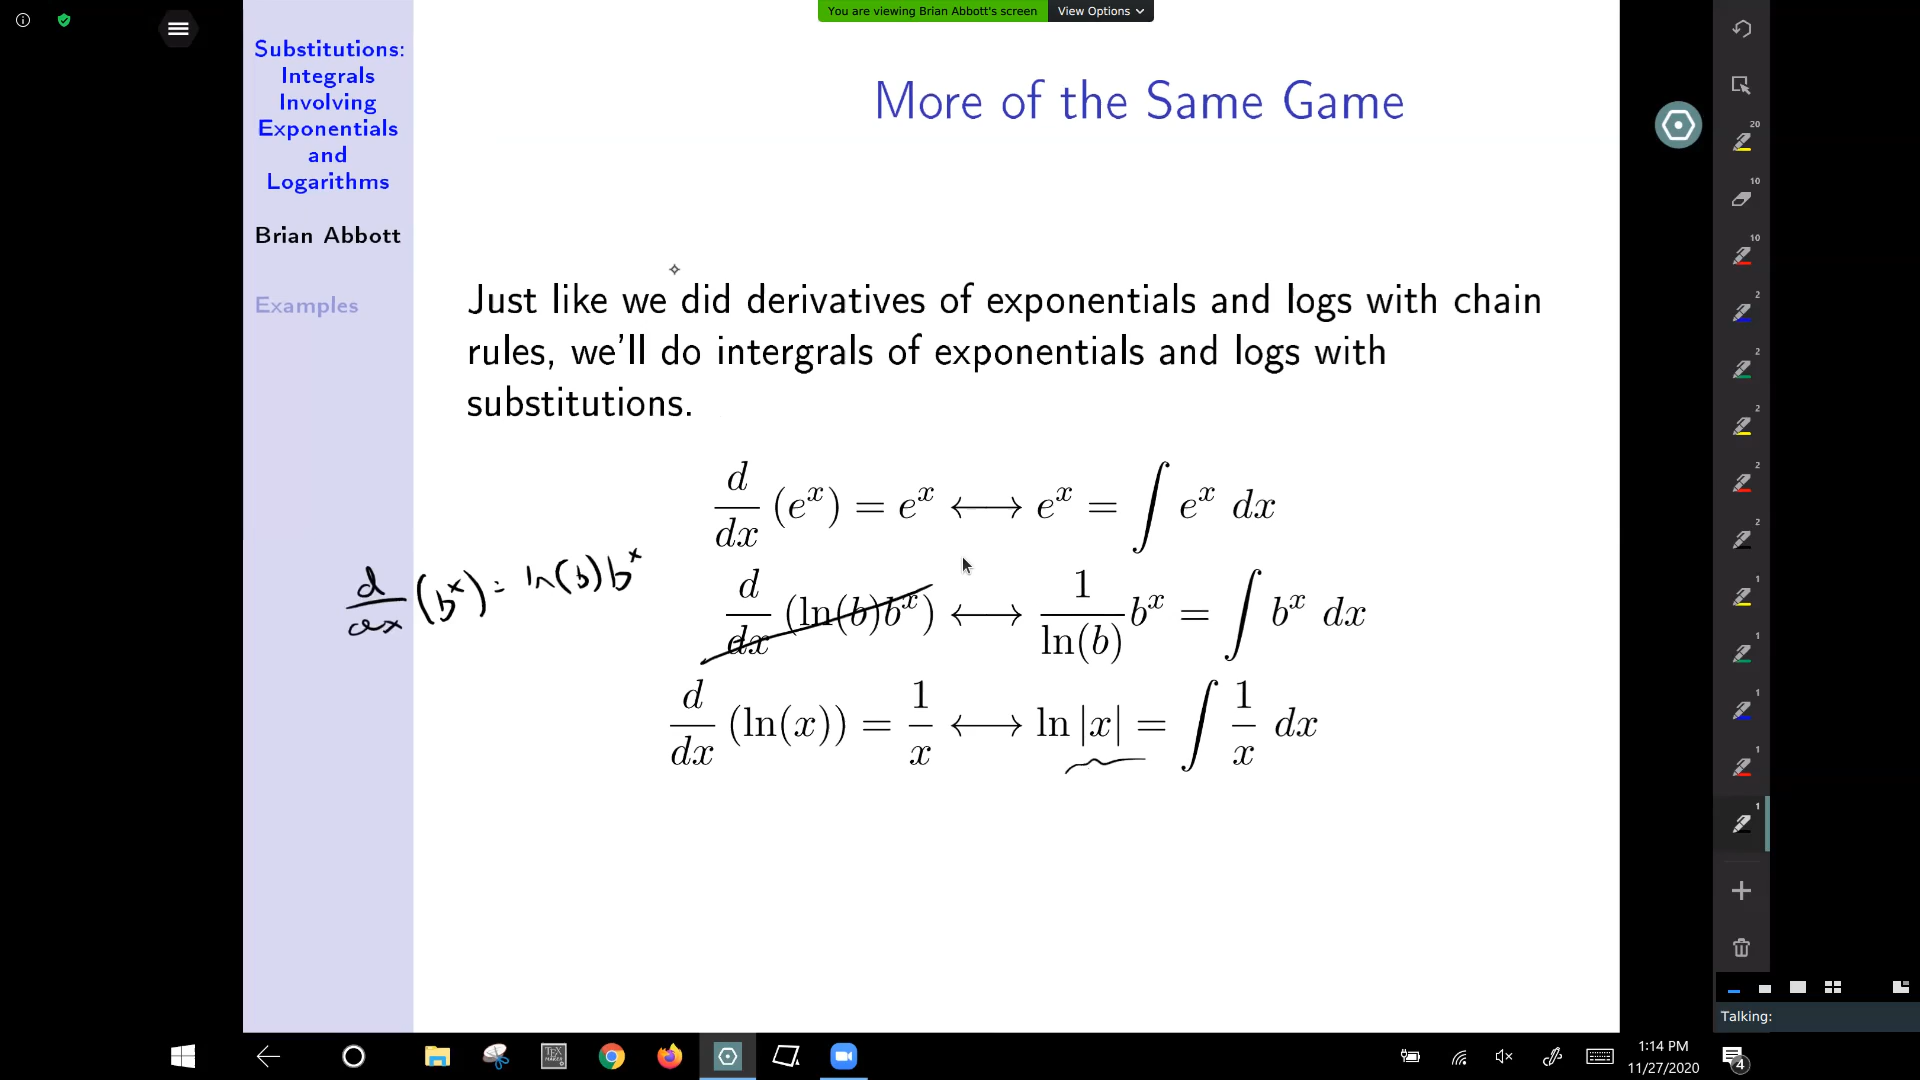 You are viewing Brian Abbott's screen View Options
Substitutions:
Integrals
Involving
Exponentials
and
Logarithms
Brian Abbott
Examples
More of the Same Game
Just like we did derivatives of exponentials and logs with chain
rules, we'll do intergrals of exponentials and logs with
substitutions.
d/dx (e^x) = e^x ⟷ e^x = ∫ e^x dx
d/dx (b^x) = ln(b) b^x
d/dx (ln(b)b^x) ⟷ 1/ln(b) b^x = ∫ b^x dx
d/dx (ln(x)) = 1/x ⟷ ln |x| = ∫ 1/x dx
20
10
10
2
2
2
2
2
1
1
1
1
1
Talking:
1:14 PM
11/27/2020
4